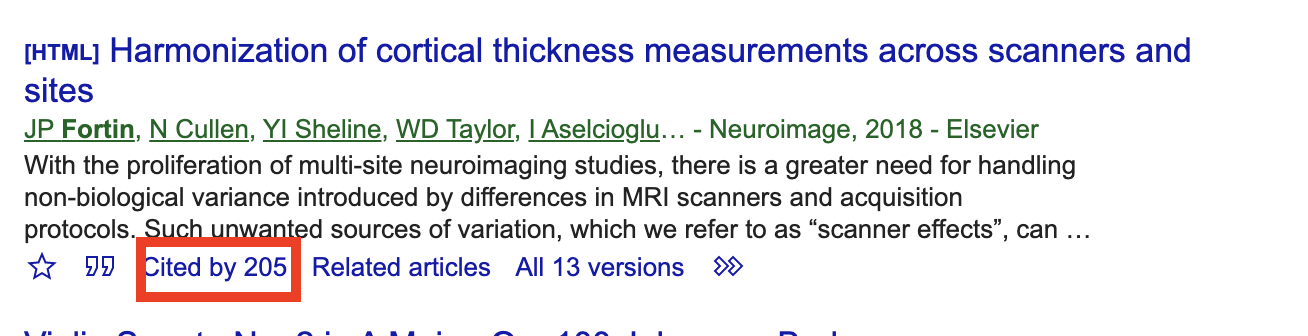 [HTML] Harmonization of cortical thickness measurements across scanners and
sites
JP Fortin, N Cullen, YI Sheline, WD Taylor, I Aselcioglu… - Neuroimage, 2018 - Elsevier
With the proliferation of multi-site neuroimaging studies, there is a greater need for handling
non-biological variance introduced by differences in MRI scanners and acquisition
protocols. Such unwanted sources of variation, which we refer to as “scanner effects”, can …
Cited by 205 Related articles All 13 versions